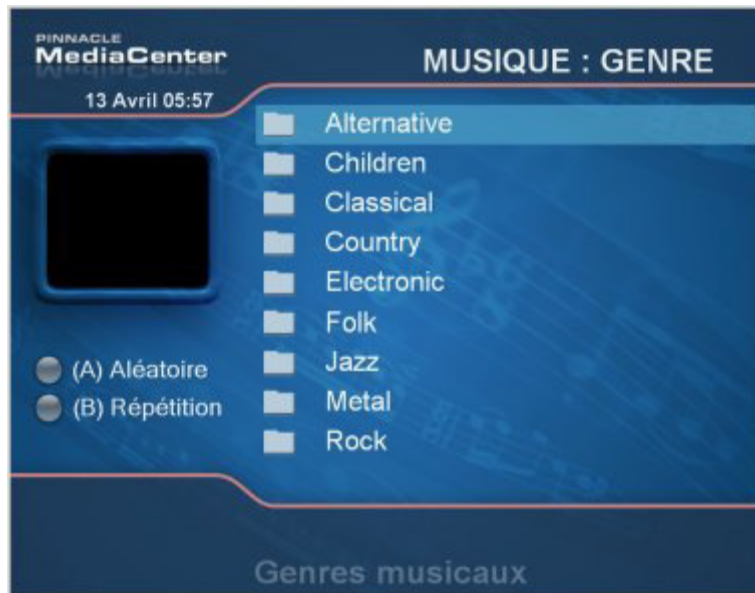 PINNACLE
MediaCenter
MUSIQUE : GENRE
13 Avril 05:57
Alternative
Children
Classical
Country
Electronic
Folk
Jazz
Metal
Rock
(A) Aléatoire
(B) Répétition
Genres musicaux